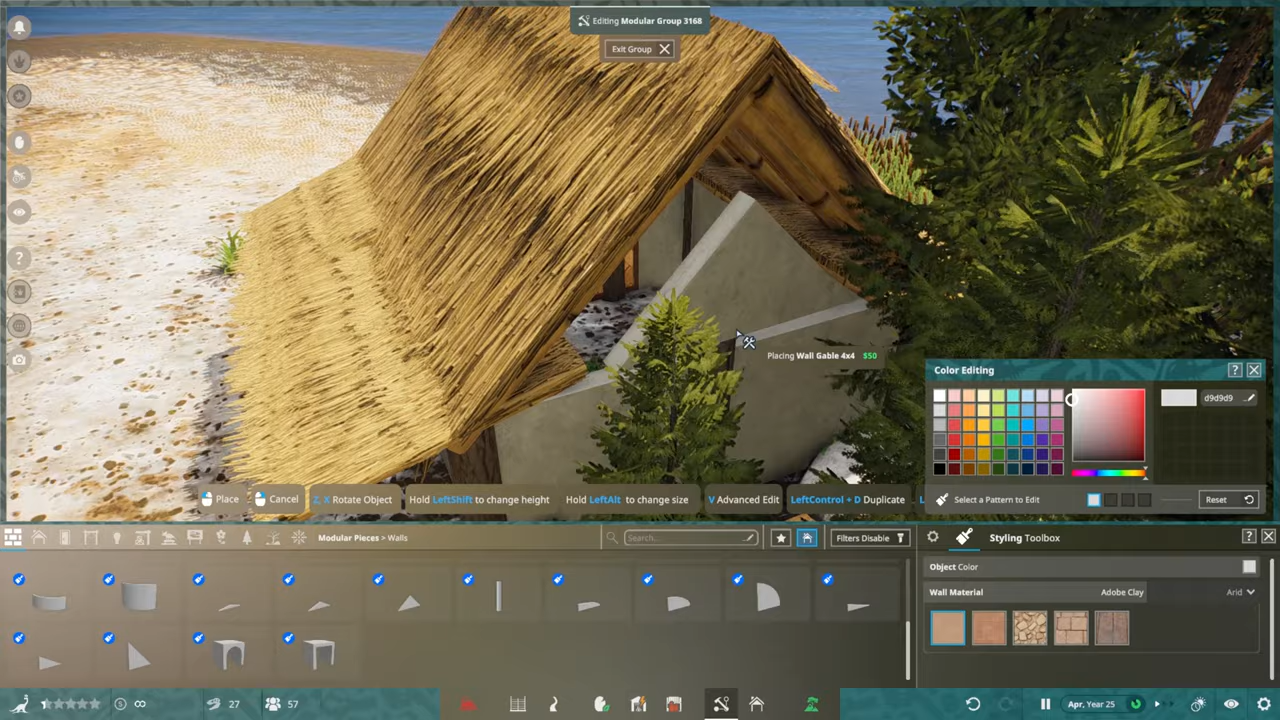 Editing Modular Group 3168
Exit Group
Placing Wall Gable 4x4 $50
Color Editing
?
d9d9d9
Select a Pattern to Edit
Reset
Place
Cancel
Z, X Rotate Object
Hold LeftShift to change height
Hold LeftAlt to change size
V Advanced Edit
LeftControl + D Duplicate
L
Modular Pieces > Walls
Search...
Filters Disable
Styling Toolbox
?
Object Color
Wall Material
Adobe Clay
Arid
27
57
Apr, Year 25
?